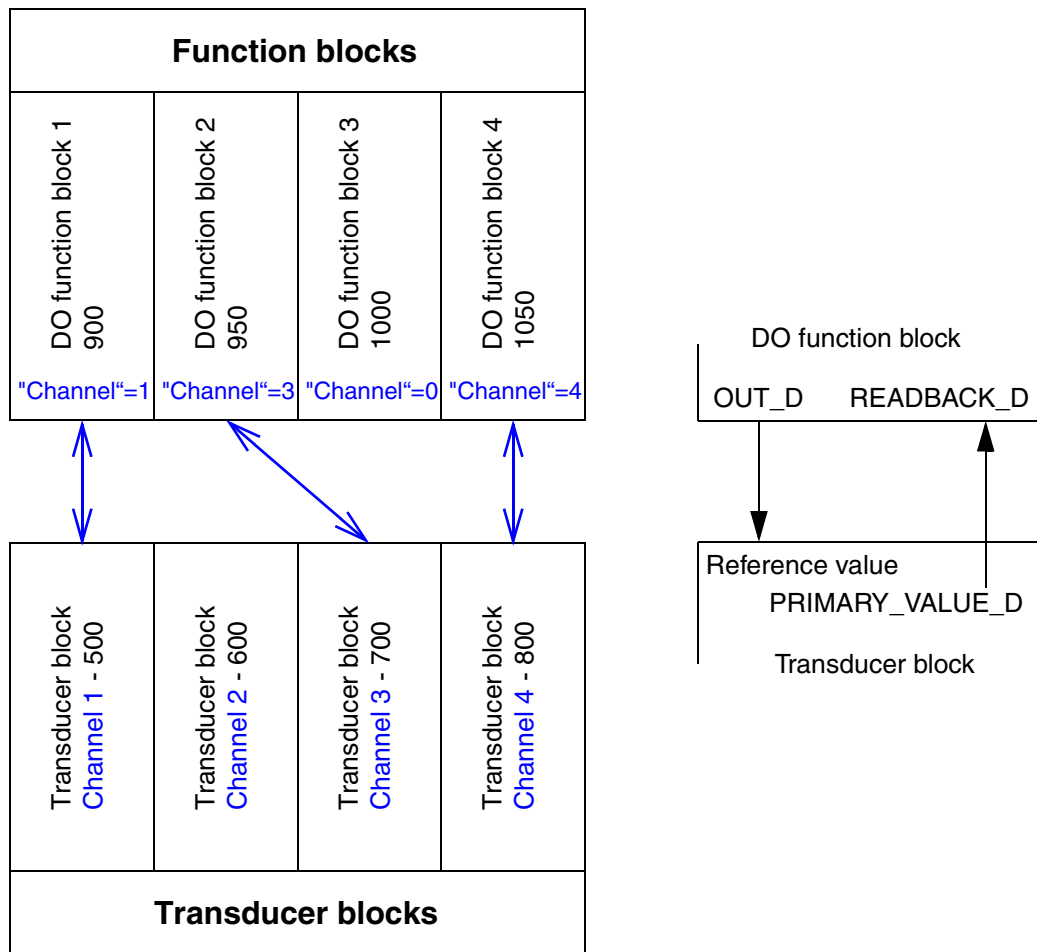 Function blocks
DO function block 1
900
"Channel“=1
DO function block 2
950
"Channel“=3
DO function block 3
1000
"Channel“=0
DO function block 4
1050
"Channel“=4
Transducer block
Channel 1 - 500
Transducer block
Channel 2 - 600
Transducer block
Channel 3 - 700
Transducer block
Channel 4 - 800
Transducer blocks
DO function block
OUT_D READBACK_D
Reference value
PRIMARY_VALUE_D
Transducer block